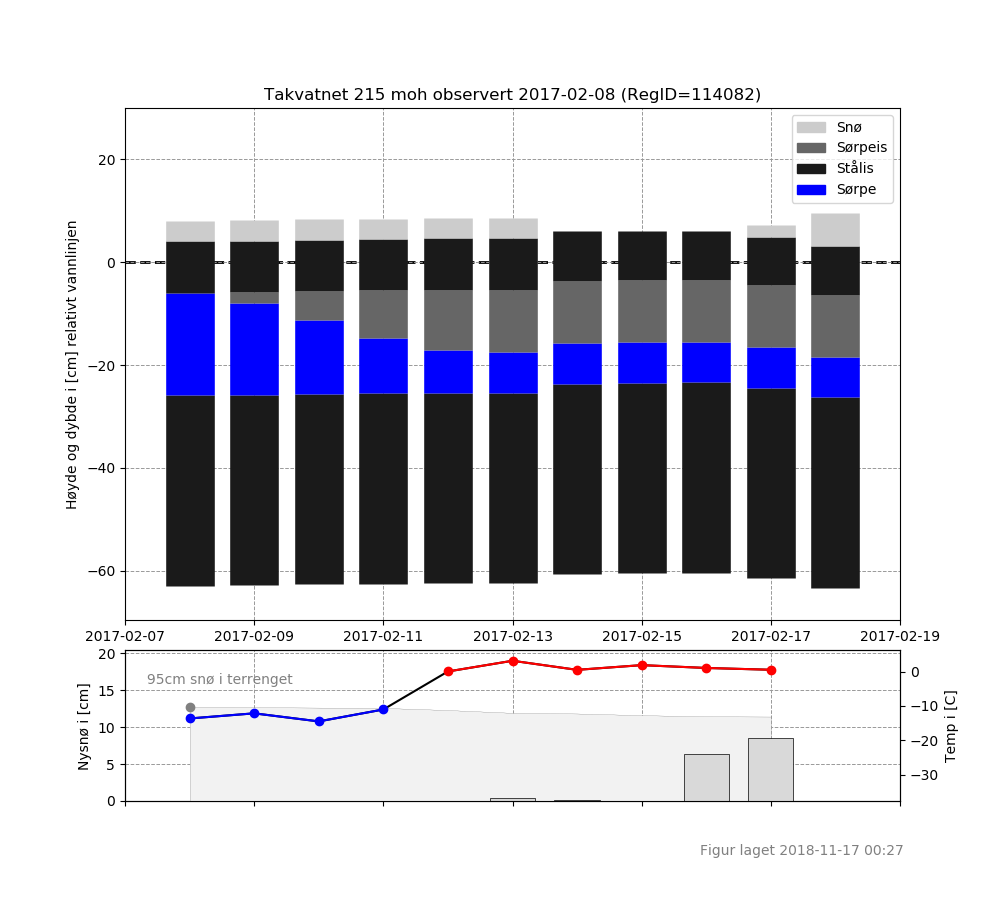 Takvatnet 215 moh observert 2017-02-08 (RegID=114082)
Snø
Sørpeis
Stålis
Sørpe
Høyde og dybde i [cm] relativt vannlinjen
20
0
−20
−40
−60
2017-02-07 2017-02-09 2017-02-11 2017-02-13 2017-02-15 2017-02-17 2017-02-19
95cm snø i terrenget
Nysnø i [cm]
20
15
10
5
0
0
−10
−20
−30
Temp i [C]
Figur laget 2018-11-17 00:27